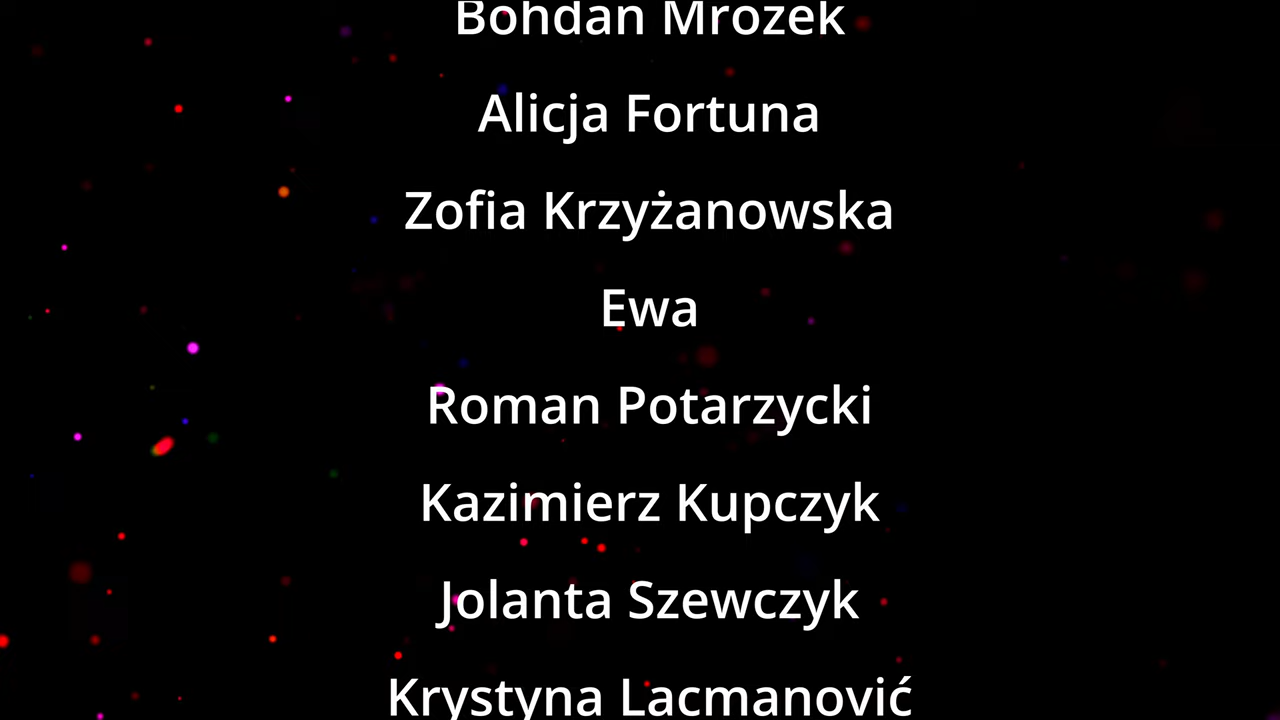 Bohdan Mrozek
Alicja Fortuna
Zofia Krzyżanowska
Ewa
Roman Potarzycki
Kazimierz Kupczyk
Jolanta Szewczyk
Krystyna Lacmanović